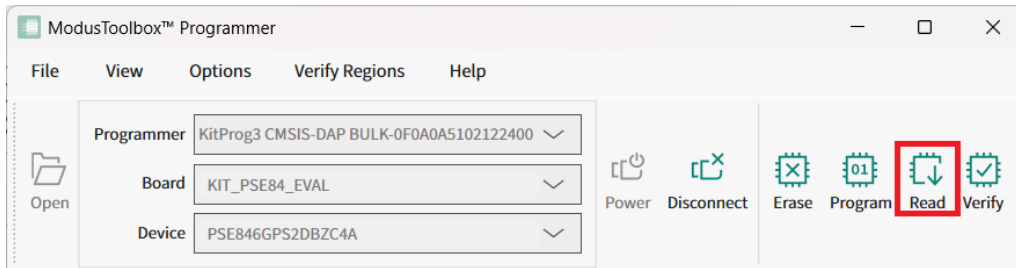 ModusToolbox™ Programmer
File View Options Verify Regions Help
Programmer KitProg3 CMSIS-DAP BULK-0F0A0A5102122400
Board KIT_PSE84_EVAL
Device PSE846GPS2DBZC4A
Open
Power Disconnect
01
Erase Program Read Verify